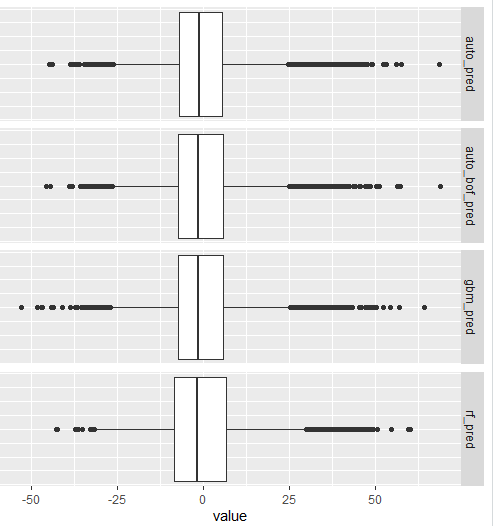 auto_pred
auto_bof_pred
gbm_pred
rf_pred
-50 -25 0 25 50
value